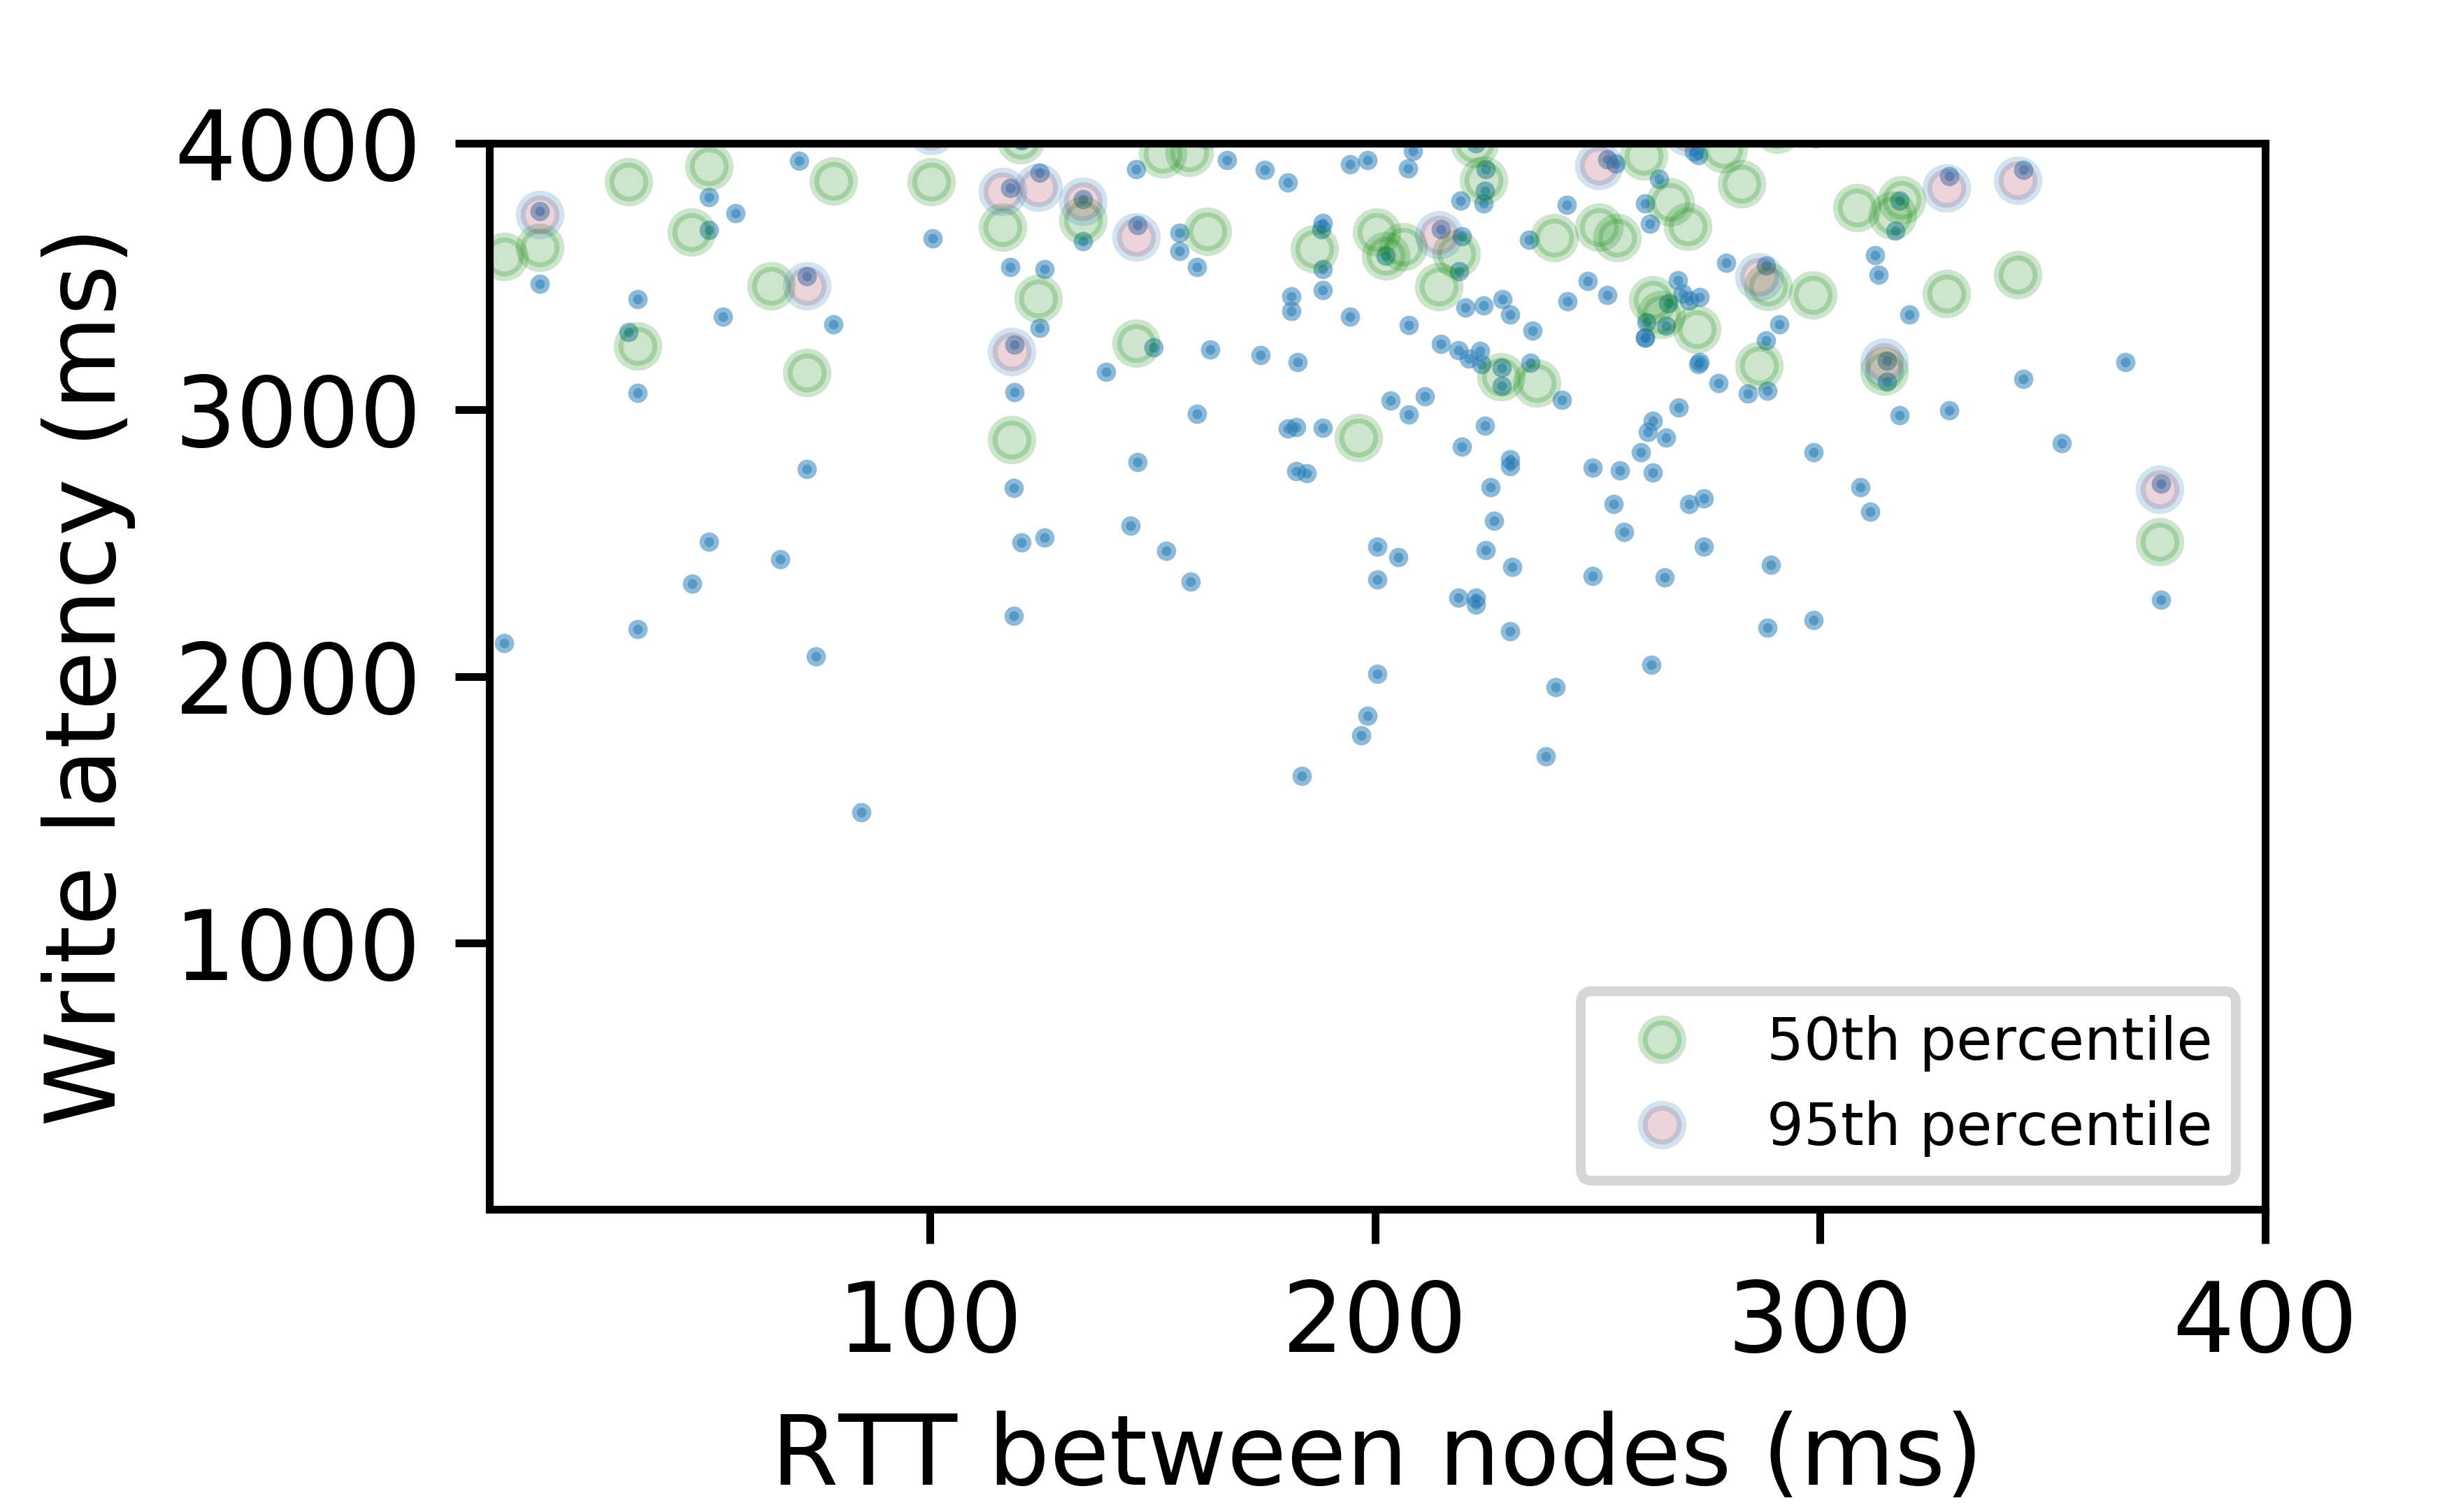 4000
3000
2000
1000
Write latency (ms)
50th percentile
95th percentile
100 200 300 400
RTT between nodes (ms)